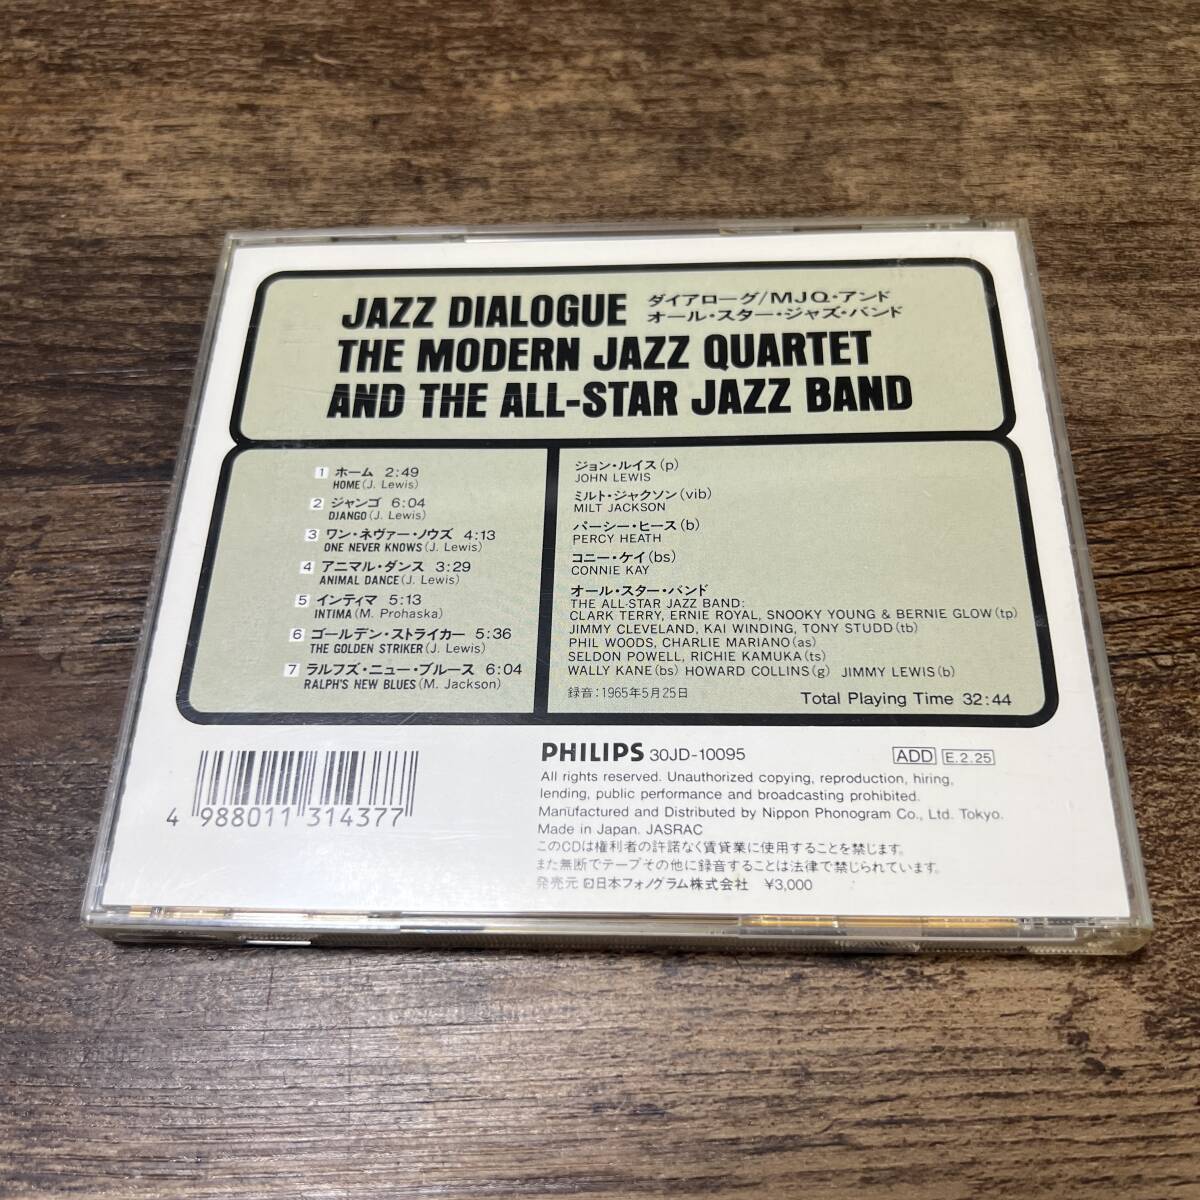 JAZZ DIALOGUE ダイアローグ/MJQ・アンド
オール・スター・ジャズ・バンド
THE MODERN JAZZ QUARTET
AND THE ALL-STAR JAZZ BAND
1 ホーム 2:49
HOME (J. Lewis)
2 ジャンゴ 6:04
DJANGO (J. Lewis)
3 ワン・ネヴァー・ノウズ 4:13
ONE NEVER KNOWS (J. Lewis)
4 アニマル・ダンス 3:29
ANIMAL DANCE (J. Lewis)
5 インティマ 5:13
INTIMA (M. Prohaska)
6 ゴールデン・ストライカー 5:36
THE GOLDEN STRIKER (J. Lewis)
7 ラルフズ・ニュー・ブルース 6:04
RALPH'S NEW BLUES (M. Jackson)
ジョン・ルイス(p)
JOHN LEWIS
ミルト・ジャクソン(vib)
MILT JACKSON
パーシー・ヒース(b)
PERCY HEATH
コニー・ケイ(bs)
CONNIE KAY
オール・スター・バンド
THE ALL-STAR JAZZ BAND:
CLARK TERRY, ERNIE ROYAL, SNOOKY YOUNG & BERNIE GLOW(tp)
JIMMY CLEVELAND, KAI WINDING, TONY STUDD(tb)
PHIL WOODS, CHARLIE MARIANO(as)
SELDON POWELL, RICHIE KAMUKA(ts)
WALLY KANE(bs) HOWARD COLLINS(g) JIMMY LEWIS(b)
録音:1965年5月25日 Total Playing Time 32:44
PHILIPS 30JD-10095 ADD E.2.25
All rights reserved. Unauthorized copying, reproduction, hiring,
lending, public performance and broadcasting prohibited.
Manufactured and Distributed by Nippon Phonogram Co., Ltd. Tokyo.
Made in Japan. JASRAC
このCDは権利者の許諾なく賃貸業に使用することを禁じます。
また無断でテープその他に録音することは法律で禁じられています。
発売元 日本フォノグラム株式会社 ¥3,000
4 988011 314377